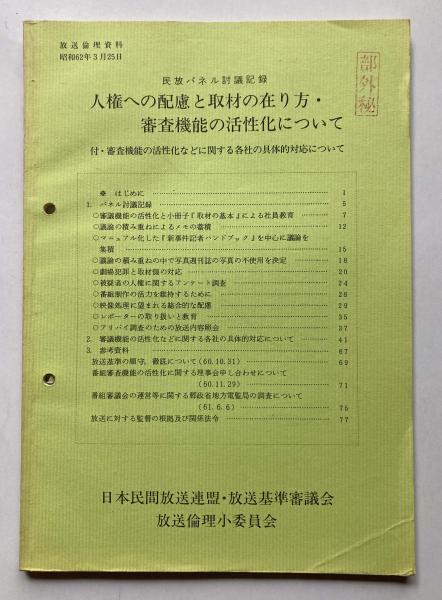 放送倫理資料
昭和62年3月25日
部外秘
民放パネル討議記録
人権への配慮と取材の在り方・
審査機能の活性化について
付・審査機能の活性化などに関する各社の具体的対応について
※ はじめに 1
1. パネル討議記録 5
○審議機能の活性化と小冊子『取材の基本』による社員教育 7
○議論の積み重ねによるメモの蓄積 12
○マニュアル化した『新事件記者ハンドブック』を中心に議論を
集積 15
○議論の積み重ねの中で写真週刊誌の写真の不使用を決定 18
○劇場犯罪と取材側の対応 20
○被疑者の人権に関するアンケート調査 24
○番組制作の活力を維持するために 28
○映像処理に望まれる総合的な配慮 29
○レポーターの取り扱いと教育 35
○アリバイ調査のための放送内容照会 37
2. 審議機能の活性化などに関する各社の具体的対応について 41
3. 参考資料 67
放送基準の順守, 徹底について(60.10.31) 69
番組審査機能の活性化に関する理事会申し合わせについて
(60.11.29) 71
番組審議会の運営等に関する郵政省地方電監局の調査について
(61.6.6) 75
放送に対する監督の根拠及び関係法令 77
日本民間放送連盟・放送基準審議会
放送倫理小委員会